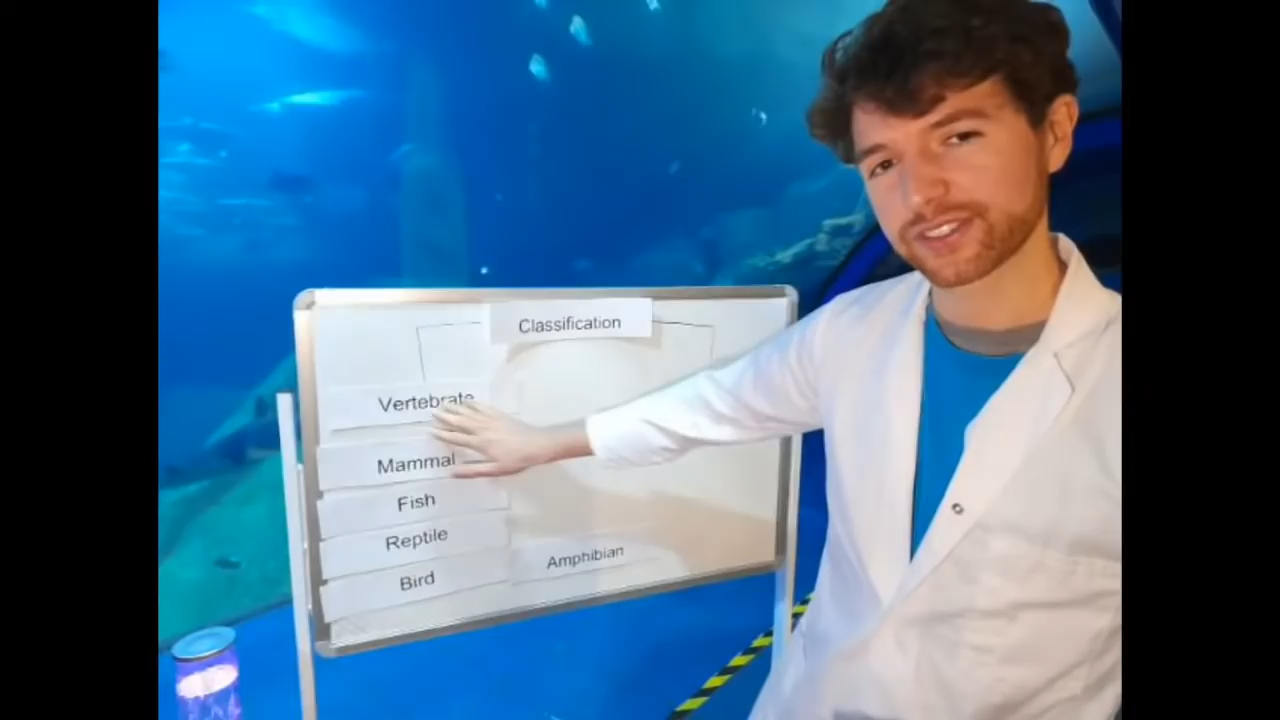 Classification
Vertebrate
Mammal
Fish
Reptile
Bird
Amphibian